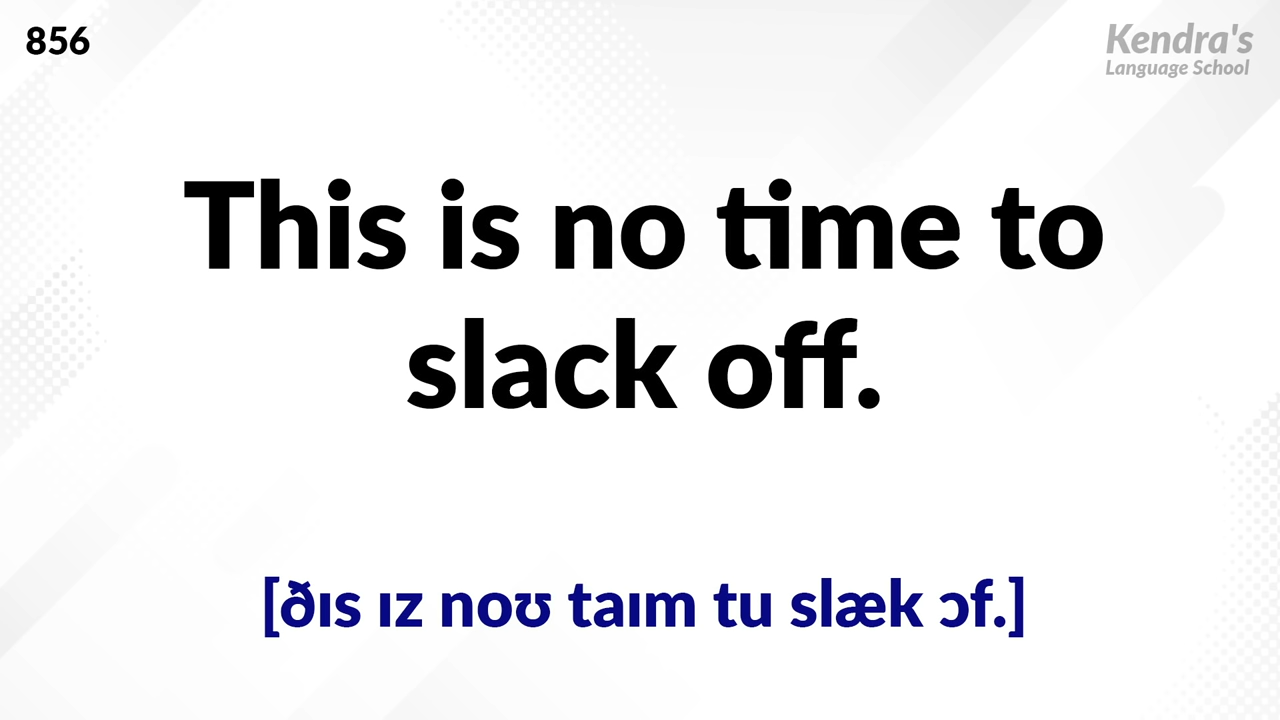 856
Kendra's
Language School
This is no time to
slack off.
[ðɪs ɪz noʊ taɪm tu slæk ɔf.]